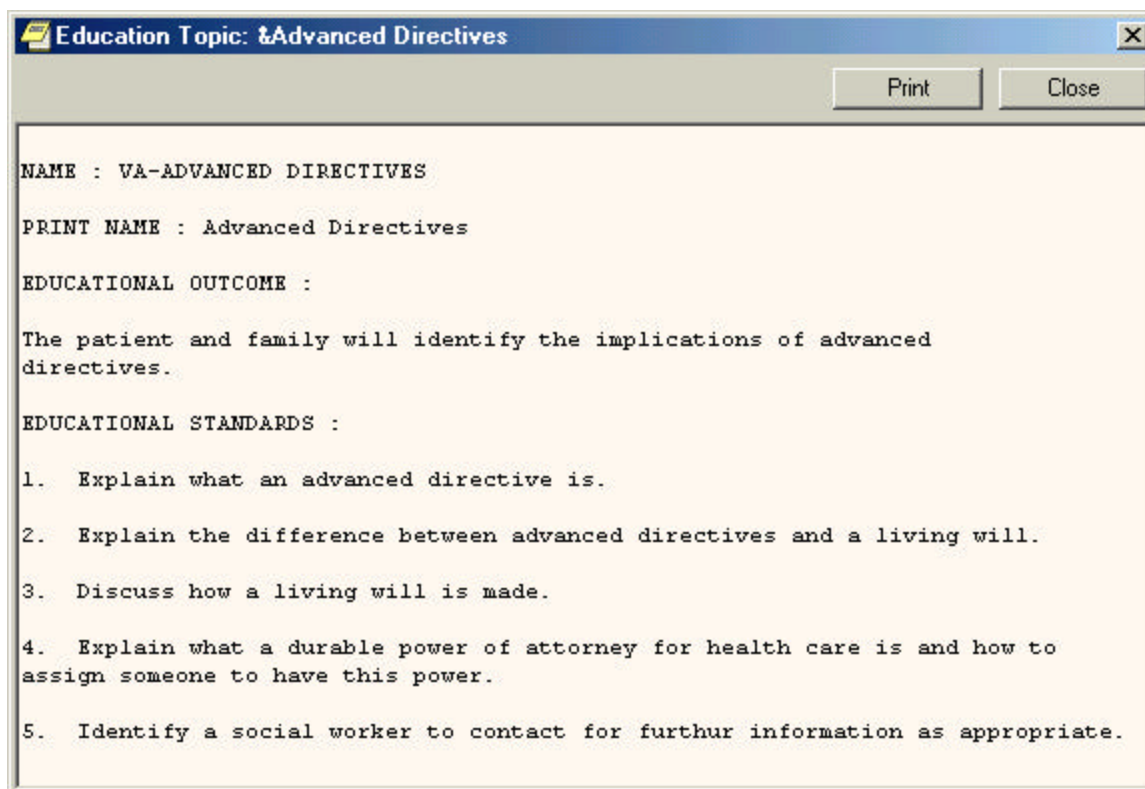 Education Topic: &Advanced Directives
Print Close
NAME : VA-ADVANCED DIRECTIVES
PRINT NAME : Advanced Directives
EDUCATIONAL OUTCOME :
The patient and family will identify the implications of advanced
directives.
EDUCATIONAL STANDARDS :
1. Explain what an advanced directive is.
2. Explain the difference between advanced directives and a living will.
3. Discuss how a living will is made.
4. Explain what a durable power of attorney for health care is and how to
assign someone to have this power.
5. Identify a social worker to contact for furthur information as appropriate.